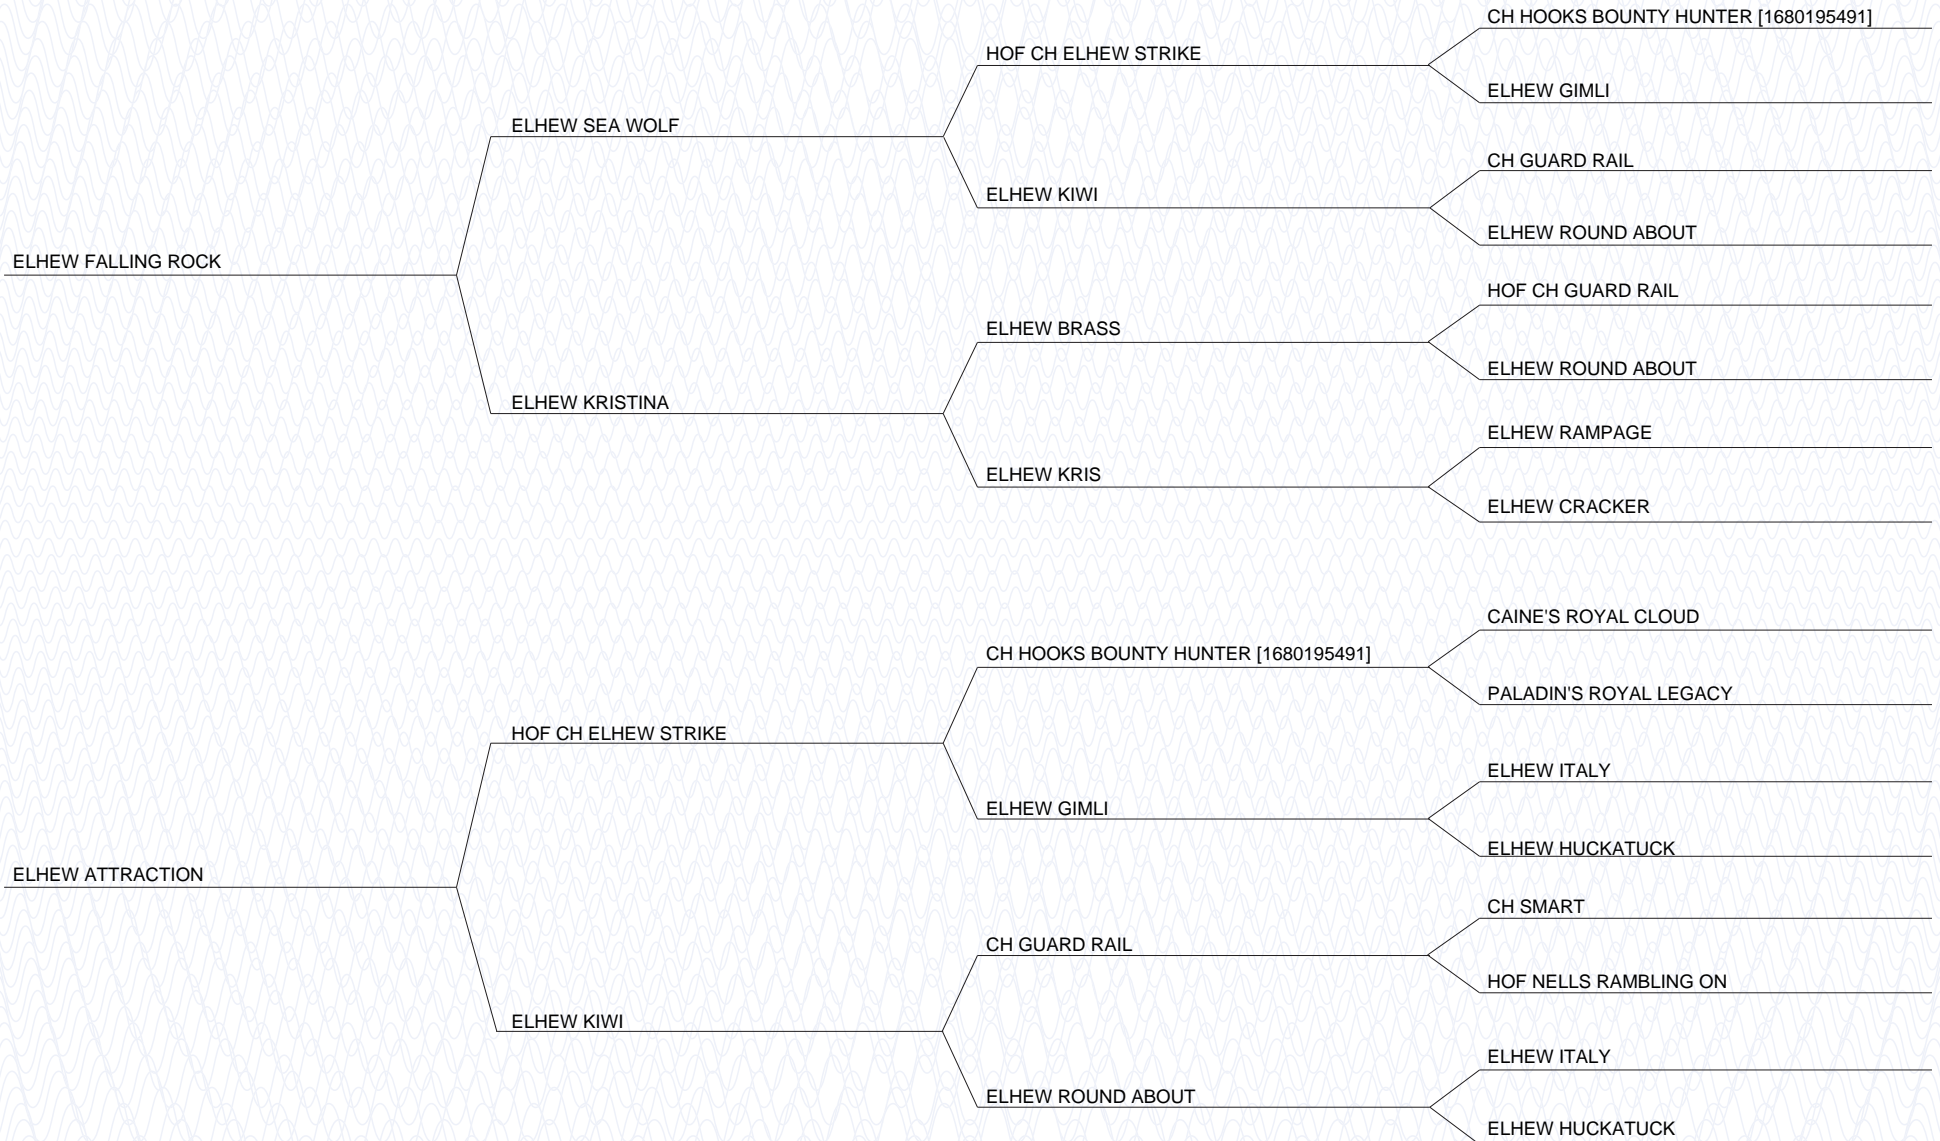 CH HOOKS BOUNTY HUNTER [1680195491]
HOF CH ELHEW STRIKE
ELHEW GIMLI
ELHEW SEA WOLF
CH GUARD RAIL
ELHEW KIWI
ELHEW ROUND ABOUT
ELHEW FALLING ROCK
HOF CH GUARD RAIL
ELHEW BRASS
ELHEW ROUND ABOUT
ELHEW KRISTINA
ELHEW RAMPAGE
ELHEW KRIS
ELHEW CRACKER
CAINE'S ROYAL CLOUD
CH HOOKS BOUNTY HUNTER [1680195491]
PALADIN'S ROYAL LEGACY
HOF CH ELHEW STRIKE
ELHEW ITALY
ELHEW GIMLI
ELHEW HUCKATUCK
ELHEW ATTRACTION
CH SMART
CH GUARD RAIL
HOF NELLS RAMBLING ON
ELHEW KIWI
ELHEW ITALY
ELHEW ROUND ABOUT
ELHEW HUCKATUCK